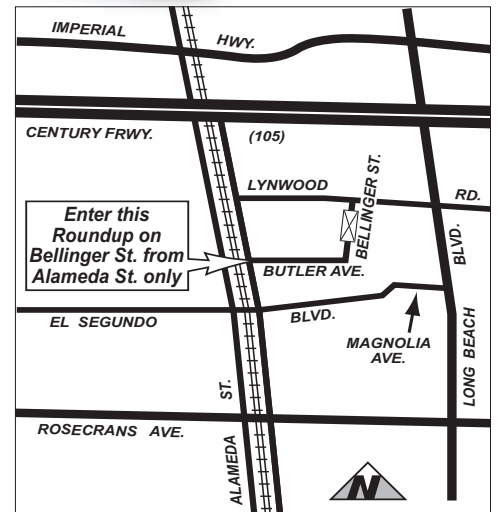 IMPERIAL HWY.
CENTURY FRWY. (105)
LYNWOOD RD.
BELLINGER ST.
Enter this
Roundup on
Bellinger St. from
Alameda St. only
BUTLER AVE.
BLVD.
EL SEGUNDO BLVD.
MAGNOLIA
AVE.
LONG BEACH
ST.
ROSECRANS AVE.
ALAMEDA
N